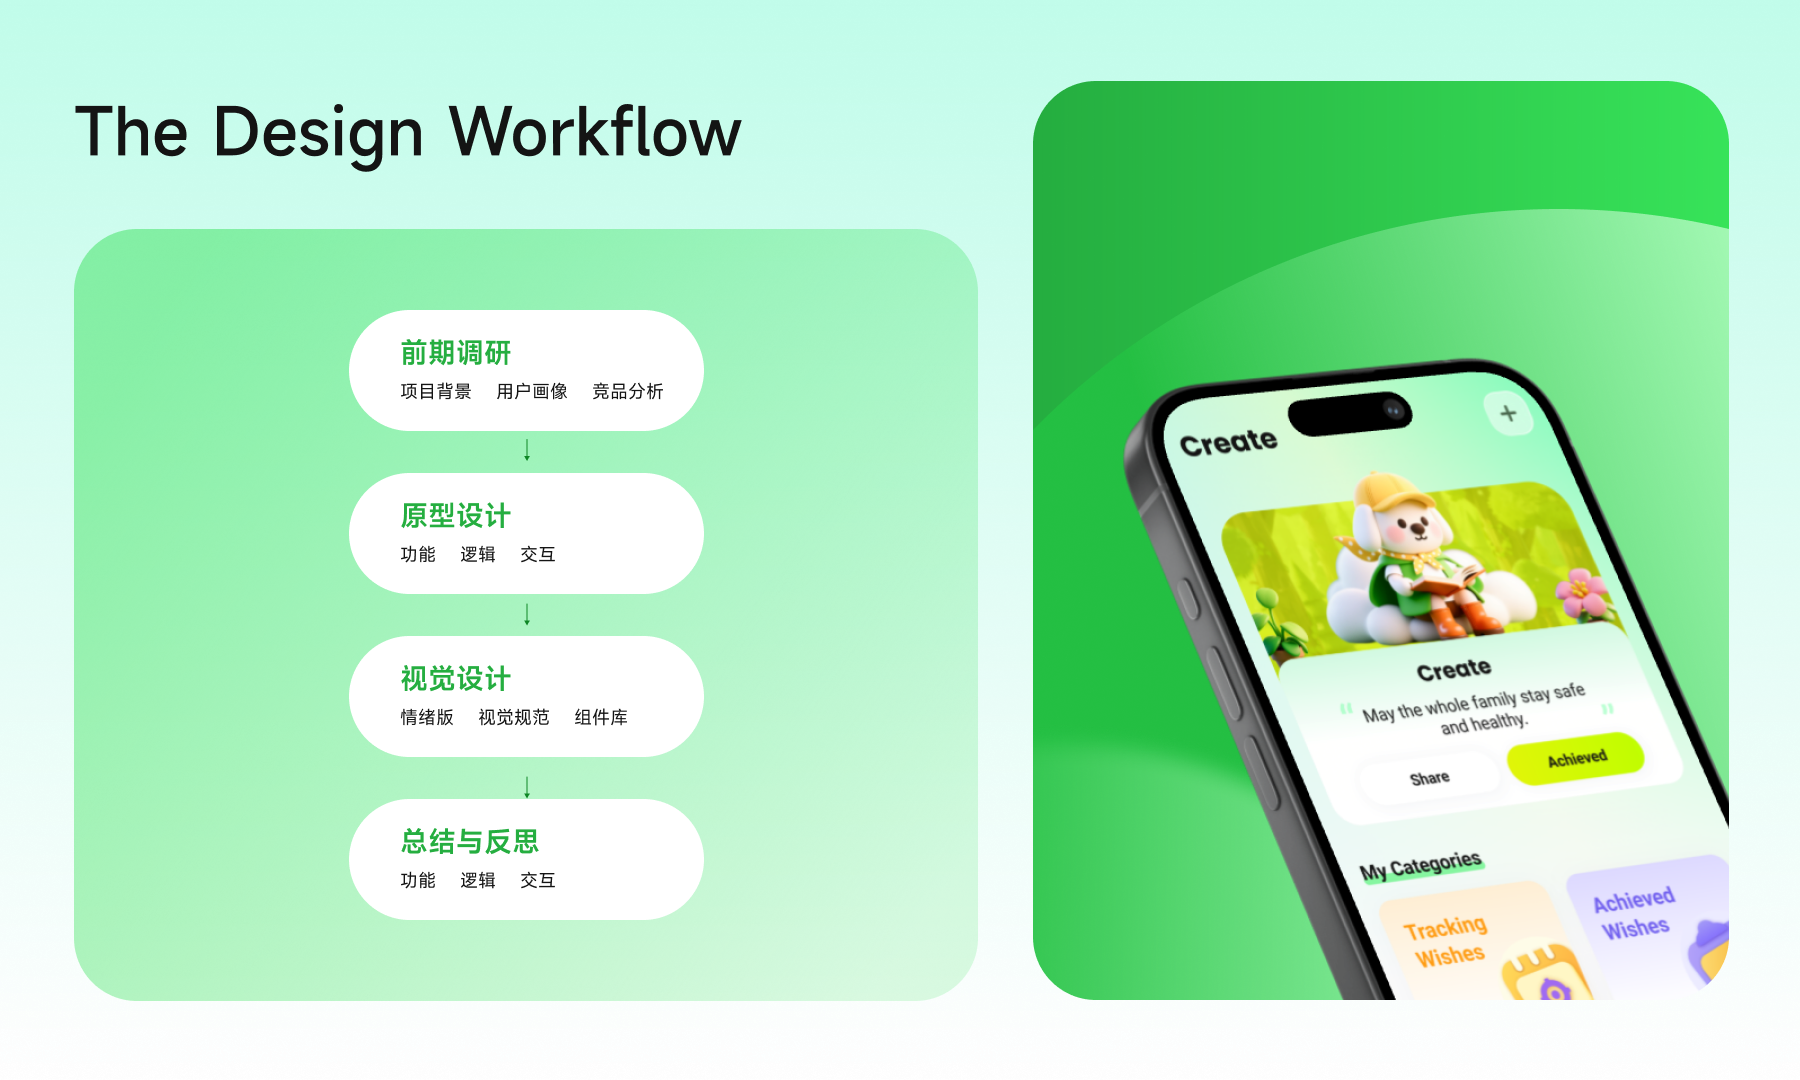 The Design Workflow
前期调研
项目背景 用户画像 竞品分析
原型设计
功能 逻辑 交互
视觉设计
情绪版 视觉规范 组件库
总结与反思
功能 逻辑 交互
Create
Create
“ May the whole family stay safe
and healthy. ”
Share Achieved
My Categories
Tracking
Wishes
Achieved
Wishes